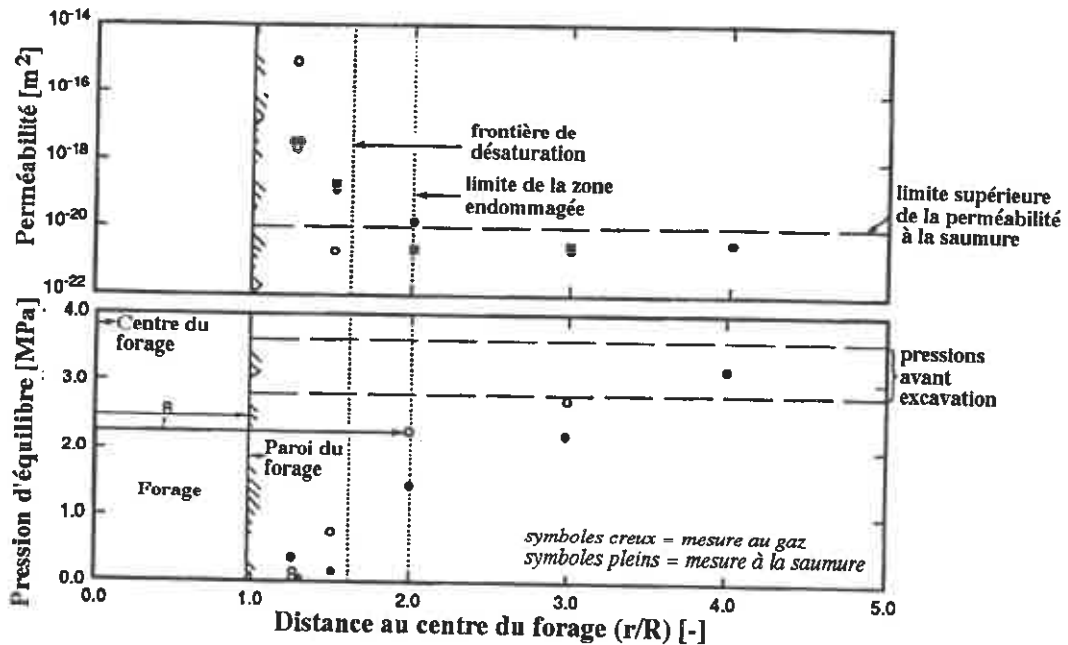 10⁻¹⁴
10⁻¹⁶
10⁻¹⁸
10⁻²⁰
10⁻²²
Perméabilité [m²]
frontière de
désaturation
limite de la zone
endommagée
limite supérieure
de la perméabilité
à la saumure
4.0
3.0
2.0
1.0
0.0
Pression d'équilibre [MPa]
Centre du
forage
R
r
Paroi du
forage
Forage
pressions
avant
excavation
symboles creux = mesure au gaz
symboles pleins = mesure à la saumure
0.0 1.0 2.0 3.0 4.0 5.0
Distance au centre du forage (r/R) [-]